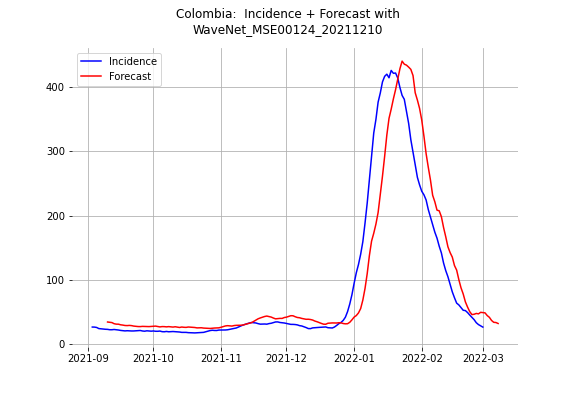 Colombia:  Incidence + Forecast with
WaveNet_MSE00124_20211210
Incidence
Forecast
400
300
200
100
0
2021-09 2021-10 2021-11 2021-12 2022-01 2022-02 2022-03